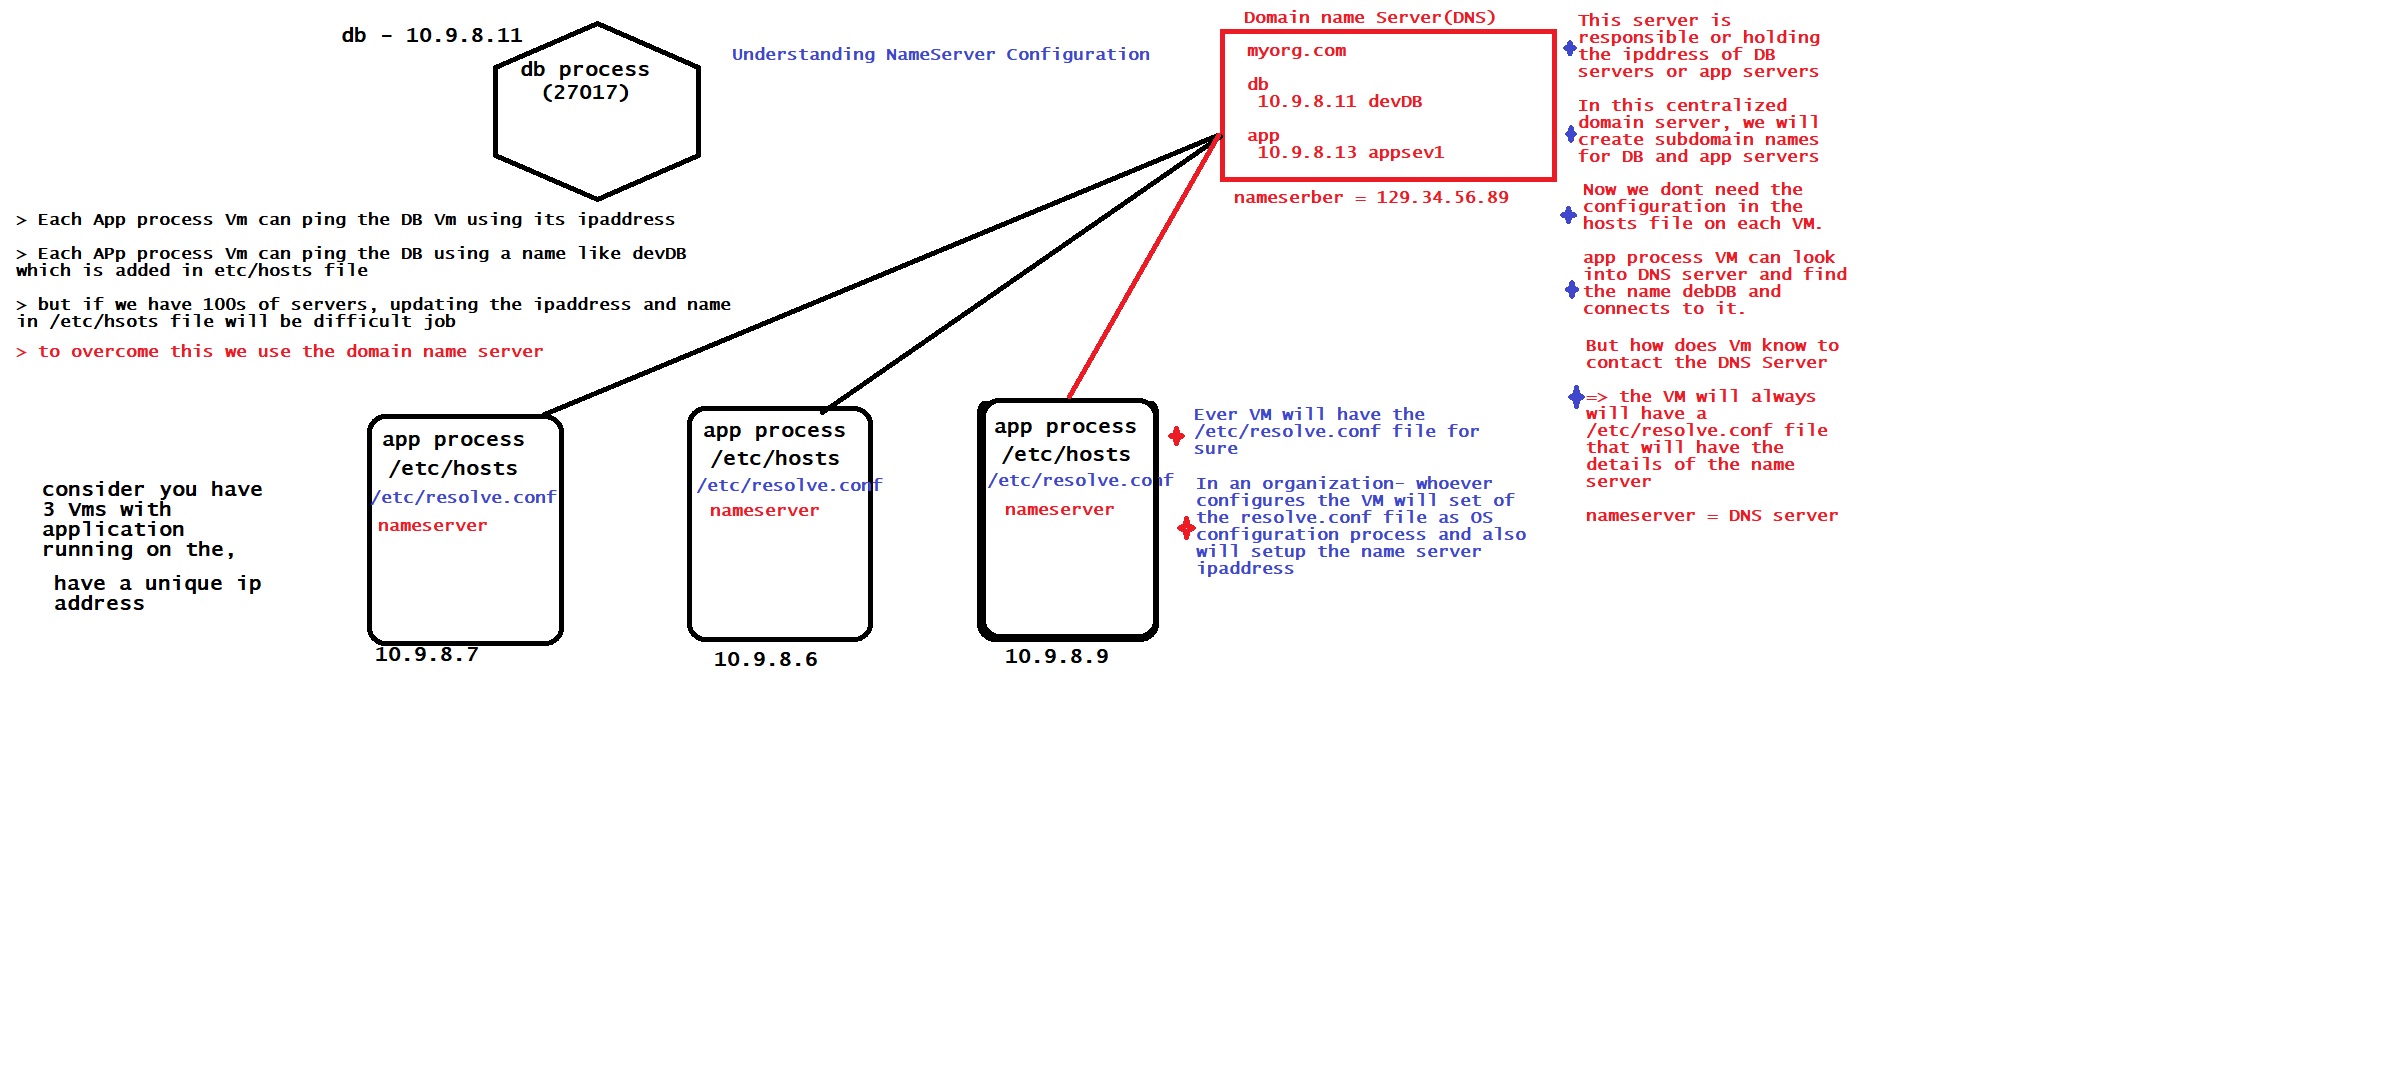 db - 10.9.8.11
db process
(27017)
Understanding NameServer Configuration
> Each App process Vm can ping the DB Vm using its ipaddress
> Each APp process Vm can ping the DB using a name like devDB
which is added in etc/hosts file
> but if we have 100s of servers, updating the ipaddress and name
in /etc/hsots file will be difficult job
> to overcome this we use the domain name server
consider you have
3 Vms with
application
running on the,
have a unique ip
address
app process
/etc/hosts
/etc/resolve.conf
nameserver
10.9.8.7
app process
/etc/hosts
/etc/resolve.conf
nameserver
10.9.8.6
app process
/etc/hosts
/etc/resolve.conf
nameserver
10.9.8.9
Domain name Server(DNS)
myorg.com
db
10.9.8.11 devDB
app
10.9.8.13 appsev1
nameserber = 129.34.56.89
Ever VM will have the
/etc/resolve.conf file for
sure
In an organization- whoever
configures the VM will set of
the resolve.conf file as OS
configuration process and also
will setup the name server
ipaddress
This server is
responsible or holding
the ipddress of DB
servers or app servers
In this centralized
domain server, we will
create subdomain names
for DB and app servers
Now we dont need the
configuration in the
hosts file on each VM.
app process VM can look
into DNS server and find
the name debDB and
connects to it.
But how does Vm know to
contact the DNS Server
=> the VM will always
will have a
/etc/resolve.conf file
that will have the
details of the name
server
nameserver = DNS server